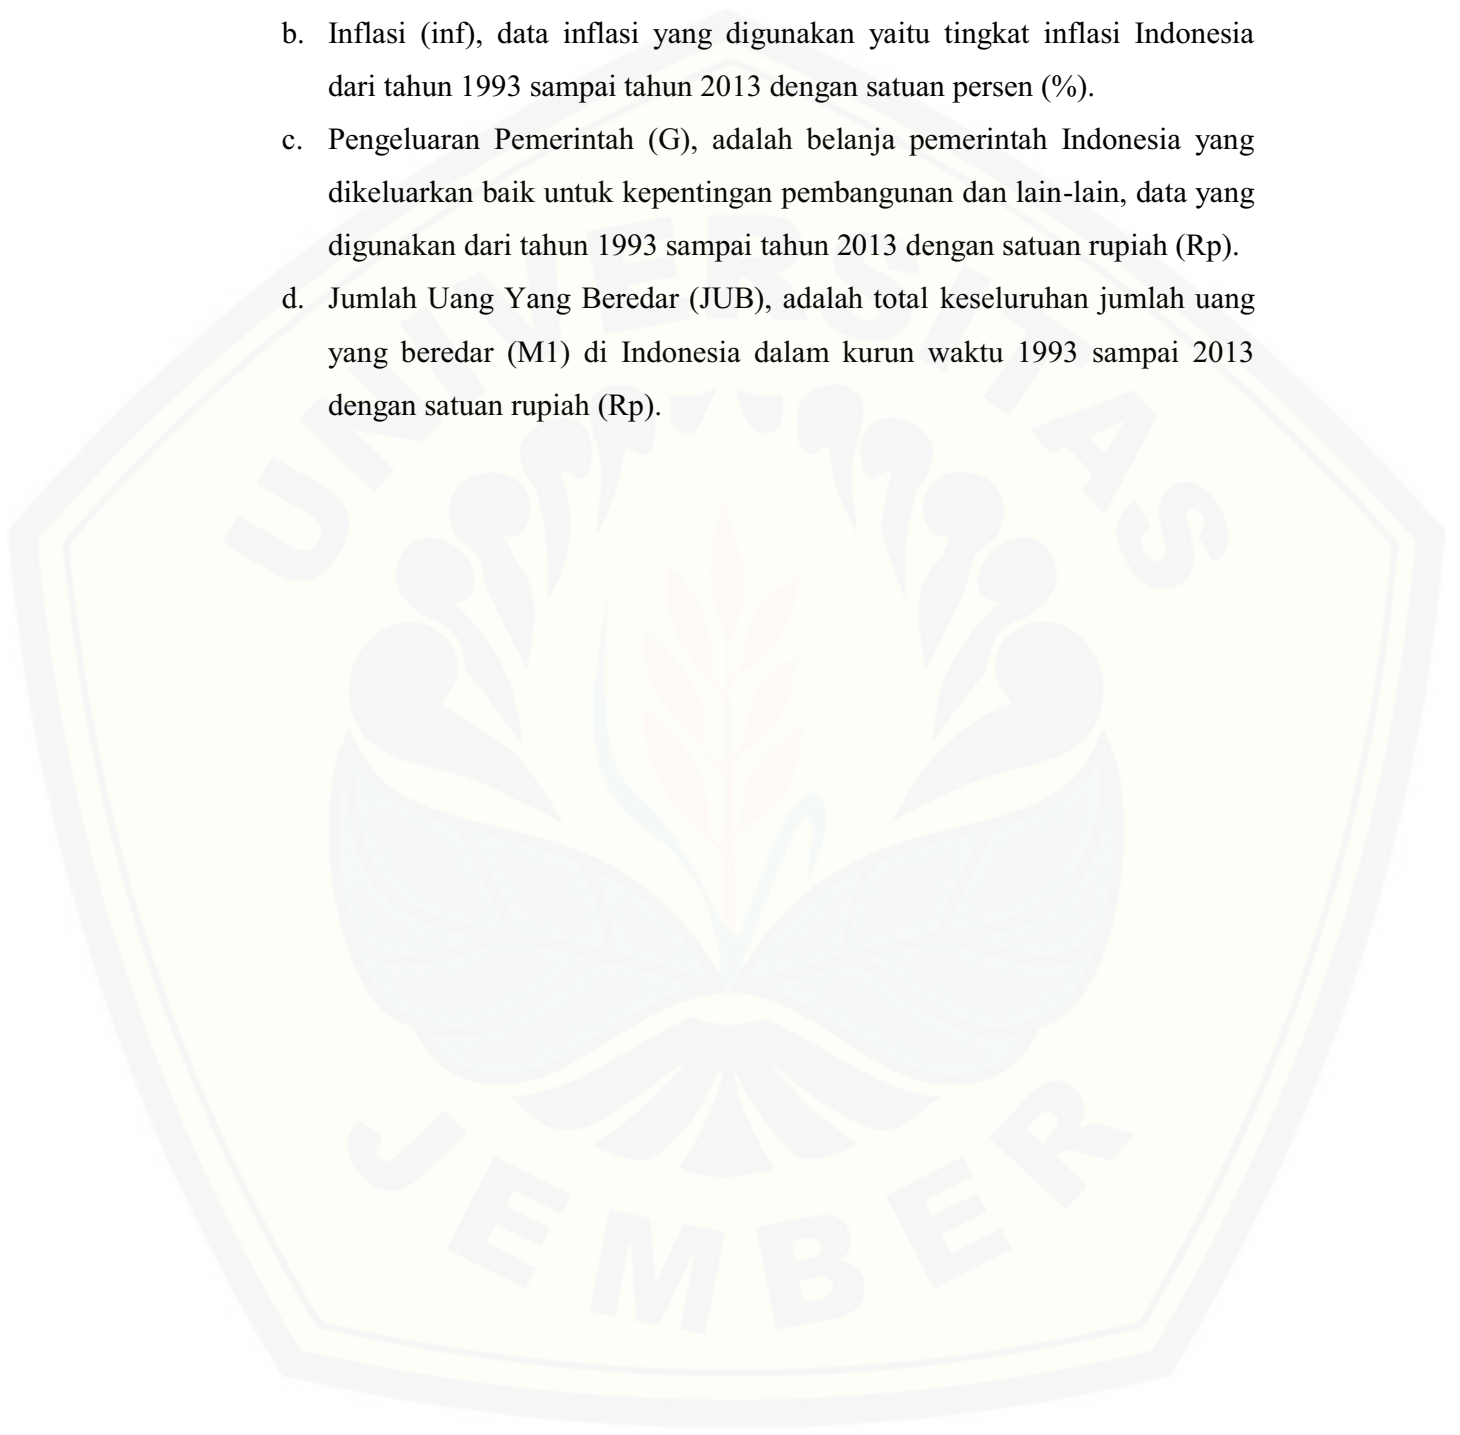 b. Inflasi (inf), data inflasi yang digunakan yaitu tingkat inflasi Indonesia
dari tahun 1993 sampai tahun 2013 dengan satuan persen (%).
c. Pengeluaran Pemerintah (G), adalah belanja pemerintah Indonesia yang
dikeluarkan baik untuk kepentingan pembangunan dan lain-lain, data yang
digunakan dari tahun 1993 sampai tahun 2013 dengan satuan rupiah (Rp).
d. Jumlah Uang Yang Beredar (JUB), adalah total keseluruhan jumlah uang
yang beredar (M1) di Indonesia dalam kurun waktu 1993 sampai 2013
dengan satuan rupiah (Rp).
UNIVERSITAS
JEMBER